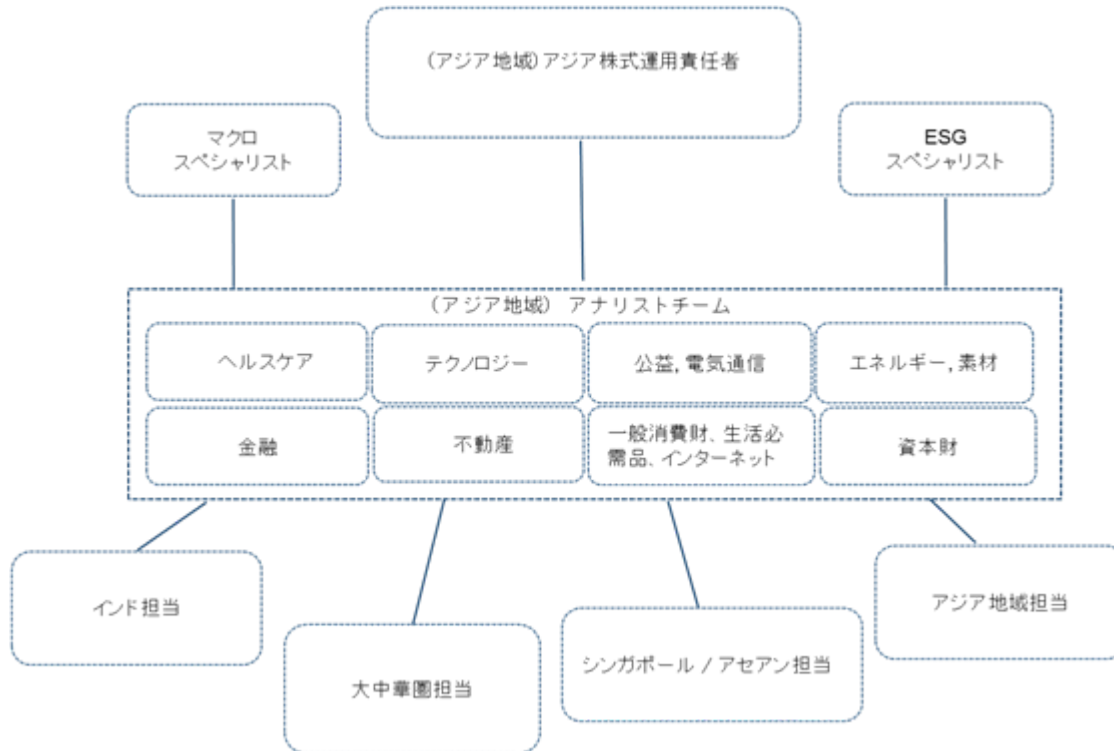 (アジア地域)アジア株式運用責任者
マクロ
スペシャリスト
ESG
スペシャリスト
(アジア地域) アナリストチーム
ヘルスケア
テクノロジー
公益, 電気通信
エネルギー, 素材
金融
不動産
一般消費財、生活必
需品、インターネット
資本財
インド担当
大中華圏担当
シンガポール / アセアン担当
アジア地域担当